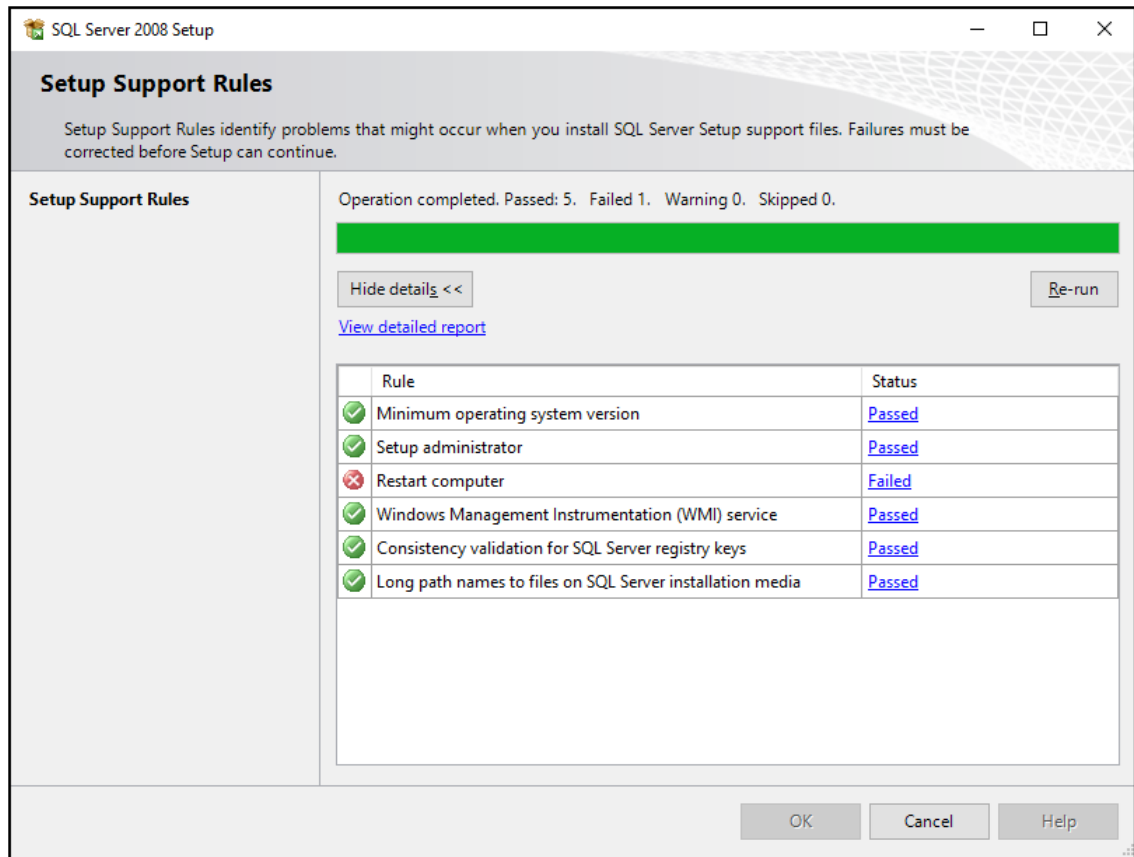 SQL Server 2008 Setup
Setup Support Rules
Setup Support Rules identify problems that might occur when you install SQL Server Setup support files. Failures must be
corrected before Setup can continue.
Setup Support Rules
Operation completed. Passed: 5.   Failed 1.   Warning 0.   Skipped 0.
Hide details <<
Re-run
View detailed report
Rule Status
Minimum operating system version Passed
Setup administrator Passed
Restart computer Failed
Windows Management Instrumentation (WMI) service Passed
Consistency validation for SQL Server registry keys Passed
Long path names to files on SQL Server installation media Passed
OK Cancel Help